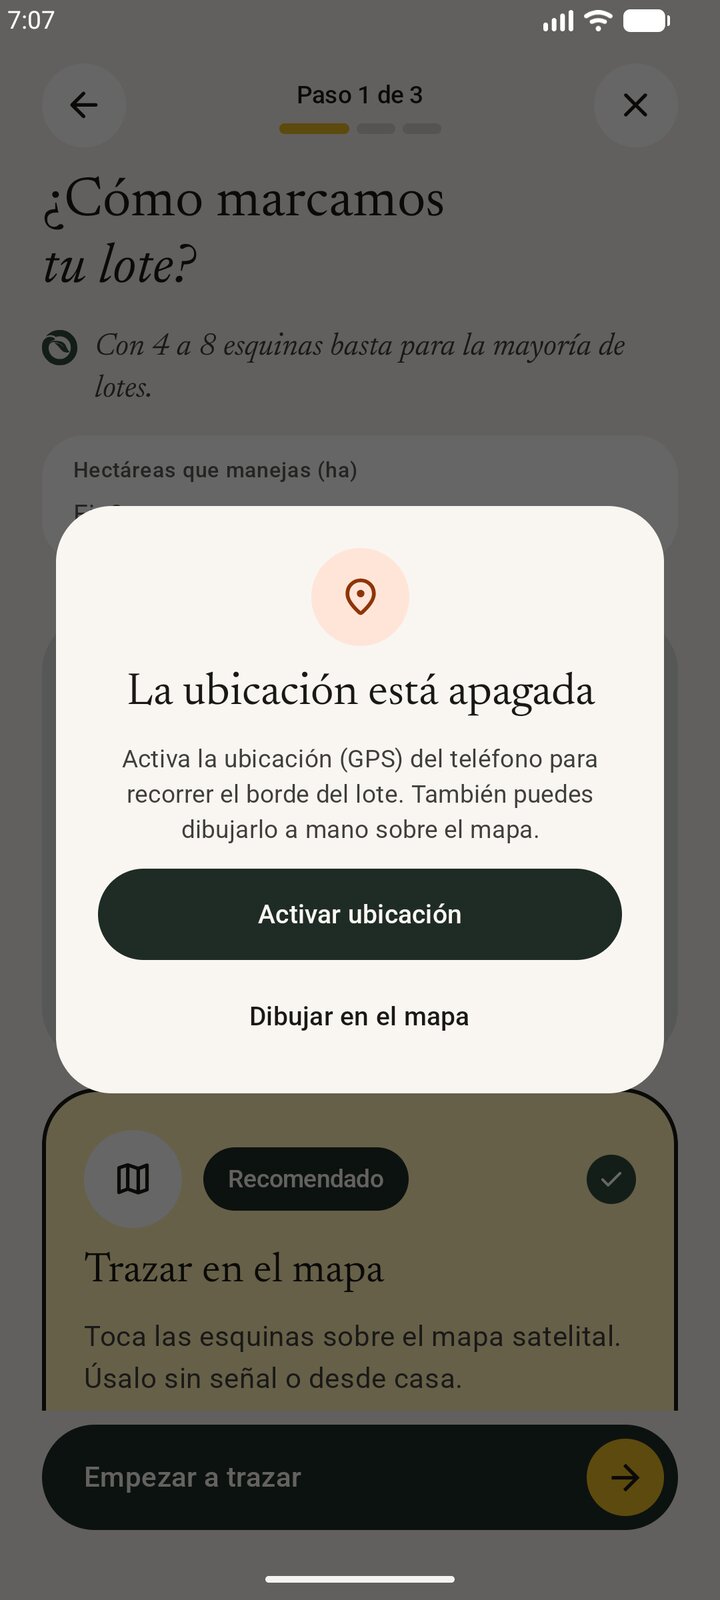 7:07
Paso 1 de 3
¿Cómo marcamos
tu lote?
Con 4 a 8 esquinas basta para la mayoría de
lotes.
Hectáreas que manejas (ha)
La ubicación está apagada
Activa la ubicación (GPS) del teléfono para
recorrer el borde del lote. También puedes
dibujarlo a mano sobre el mapa.
Activar ubicación
Dibujar en el mapa
Recomendado
Trazar en el mapa
Toca las esquinas sobre el mapa satelital.
Úsalo sin señal o desde casa.
Empezar a trazar